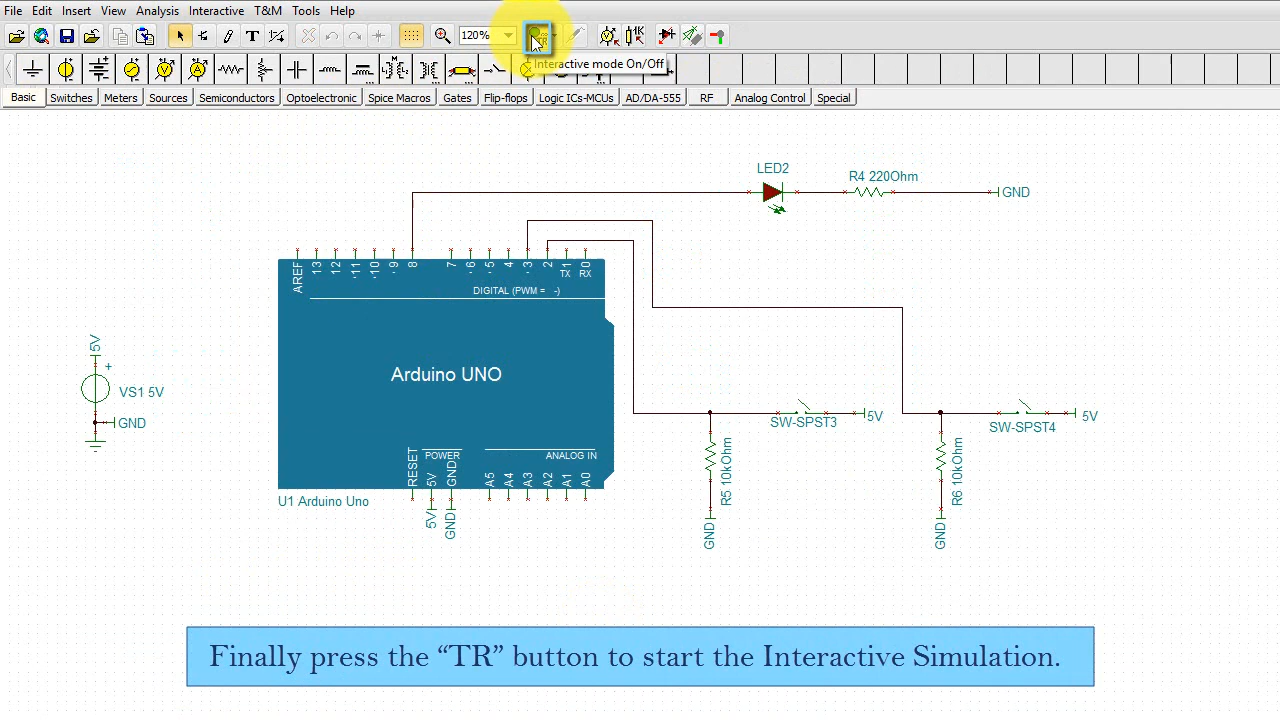 File Edit Insert View Analysis Interactive T&M Tools Help
120%
Interactive mode On/Off
Basic Switches Meters Sources Semiconductors Optoelectronic Spice Macros Gates Flip-flops Logic ICs-MCUs AD/DA-555 RF Analog Control Special
LED2
R4 220Ohm
GND
AREF 13 12 11 10 9 8 7 6 5 4 3 2 1 0
TX RX
DIGITAL (PWM = -)
Arduino UNO
5V
+
VS1 5V
GND
SW-SPST3
5V
SW-SPST4
5V
R5 10kOhm
R6 10kOhm
GND
GND
POWER
ANALOG IN
RESET 5V GND A5 A4 A3 A2 A1 A0
U1 Arduino Uno
5V
GND
Finally press the “TR” button to start the Interactive Simulation.